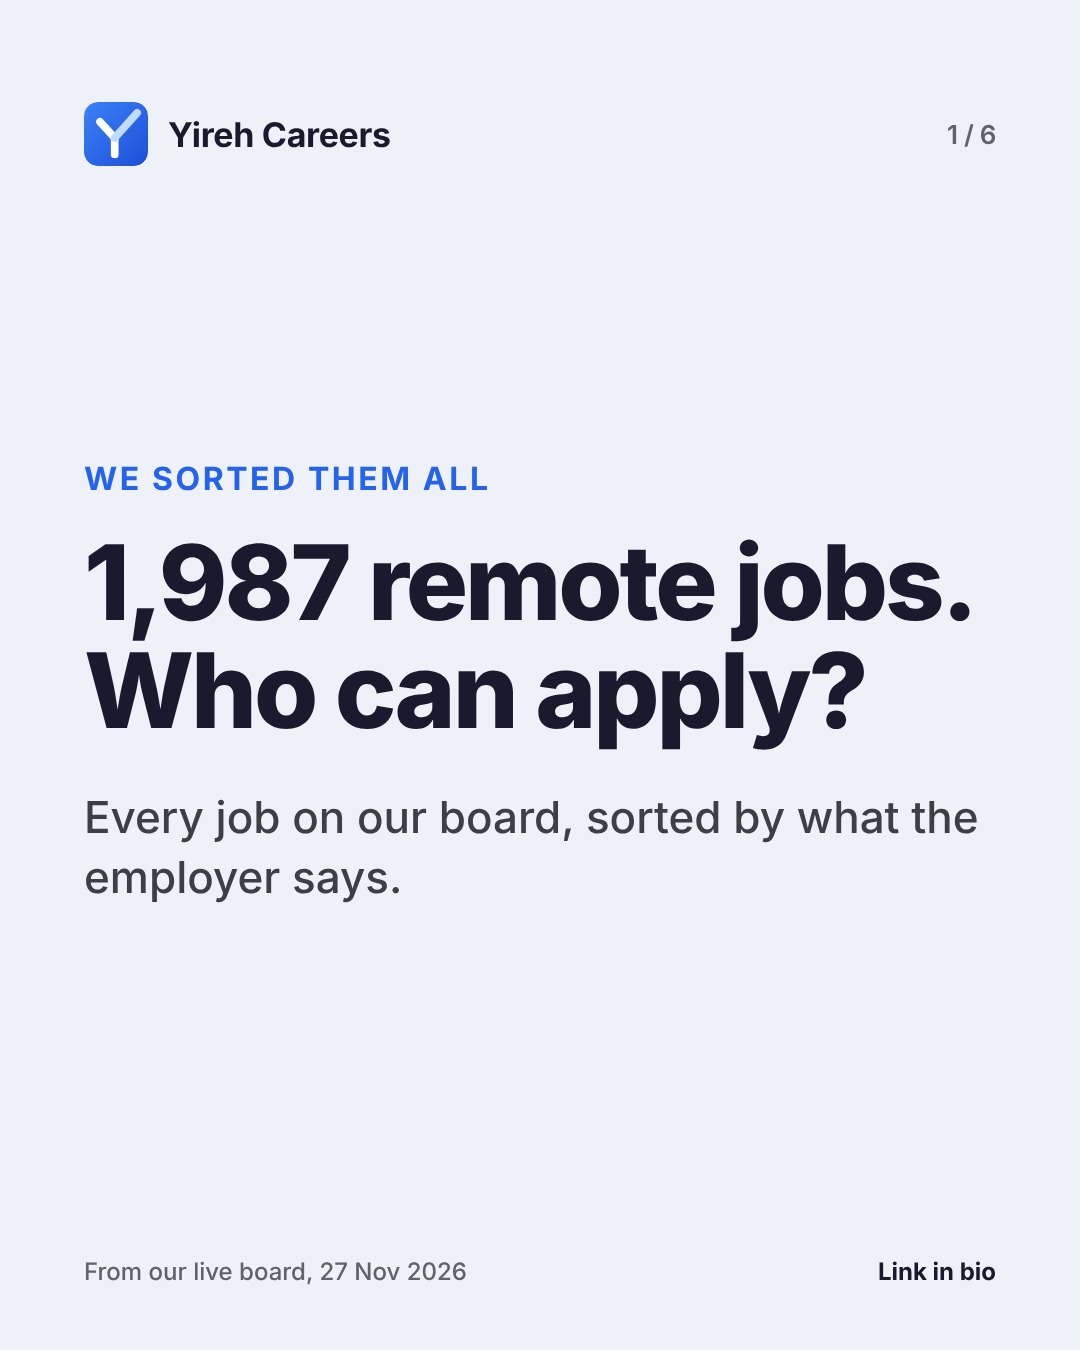 Yireh Careers
1 / 6
WE SORTED THEM ALL
1,987 remote jobs.
Who can apply?
Every job on our board, sorted by what the
employer says.
From our live board, 27 Nov 2026
Link in bio